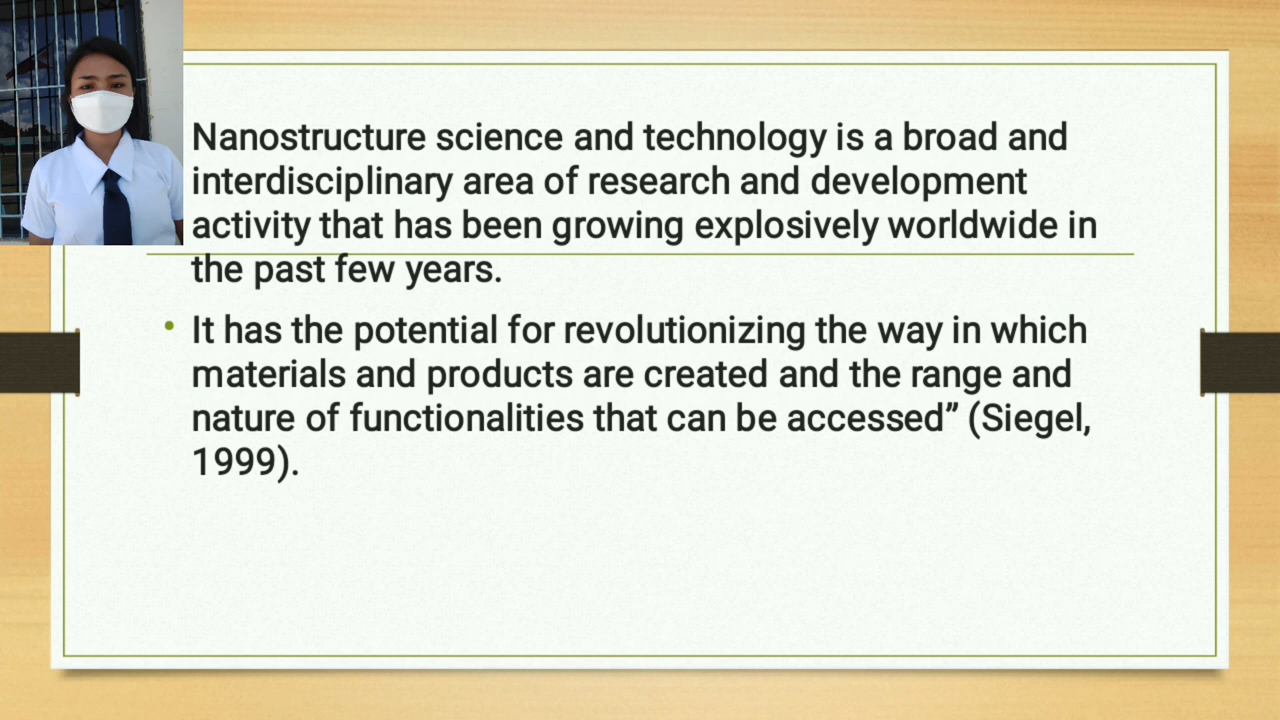 Nanostructure science and technology is a broad and
interdisciplinary area of research and development
activity that has been growing explosively worldwide in
the past few years.
• It has the potential for revolutionizing the way in which
materials and products are created and the range and
nature of functionalities that can be accessed” (Siegel,
1999).